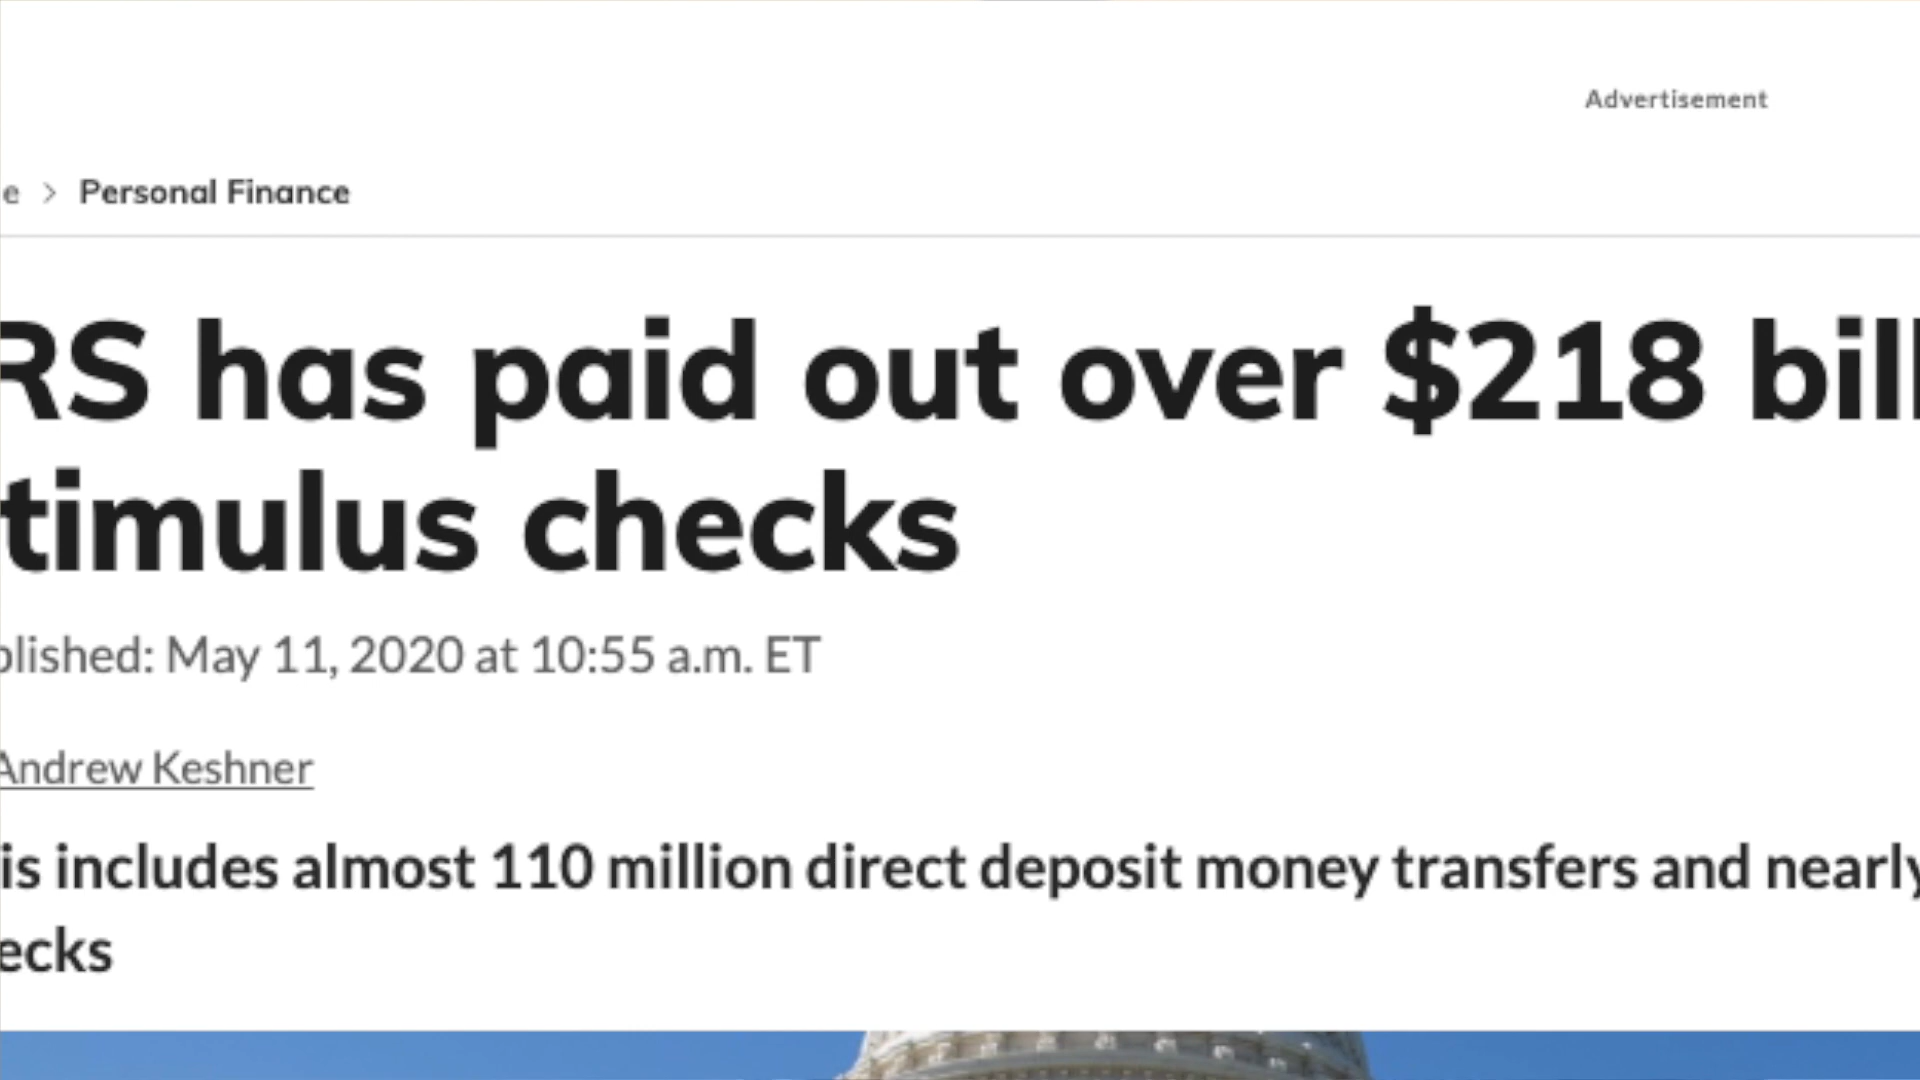 Advertisement
e > Personal Finance
RS has paid out over $218 bill
timulus checks
blished: May 11, 2020 at 10:55 a.m. ET
Andrew Keshner
is includes almost 110 million direct deposit money transfers and nearly
ecks